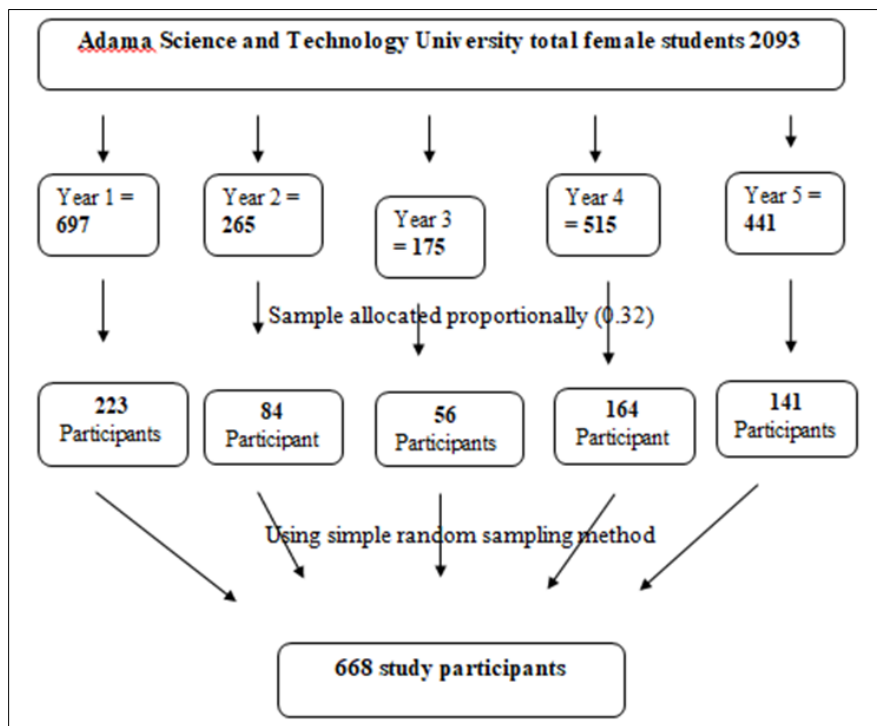 Adama Science and Technology University total female students 2093
Year 1 =
697
Year 2 =
265
Year 3
= 175
Year 4
= 515
Year 5 =
441
Sample allocated proportionally (0.32)
223
Participants
84
Participant
56
Participants
164
Participant
141
Participants
Using simple random sampling method
668 study participants